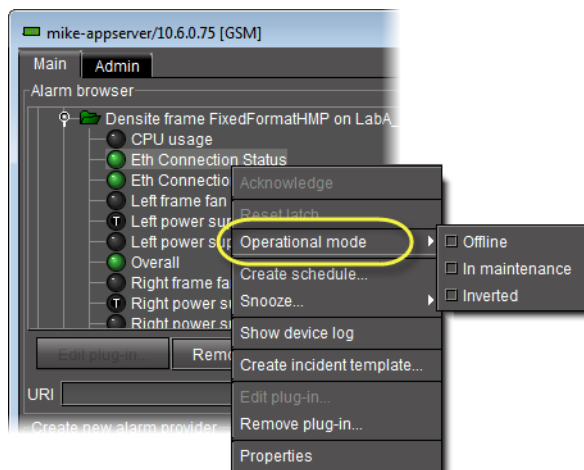 mike-appserver/10.6.0.75 [GSM]
Main Admin
Alarm browser
Densite frame FixedFormatHMP on LabA_
CPU usage
Eth Connection Status
Eth Connectio
Left frame fan
T Left power sup
Left power sup
Overall
Right frame fa
T Right power su
Right power su
Edit plug-in... Remo
URI
Create new alarm provider
Acknowledge
Reset latch
Operational mode
Create schedule...
Snooze...
Show device log
Create incident template...
Edit plug-in...
Remove plug-in...
Properties
Offline
In maintenance
Inverted